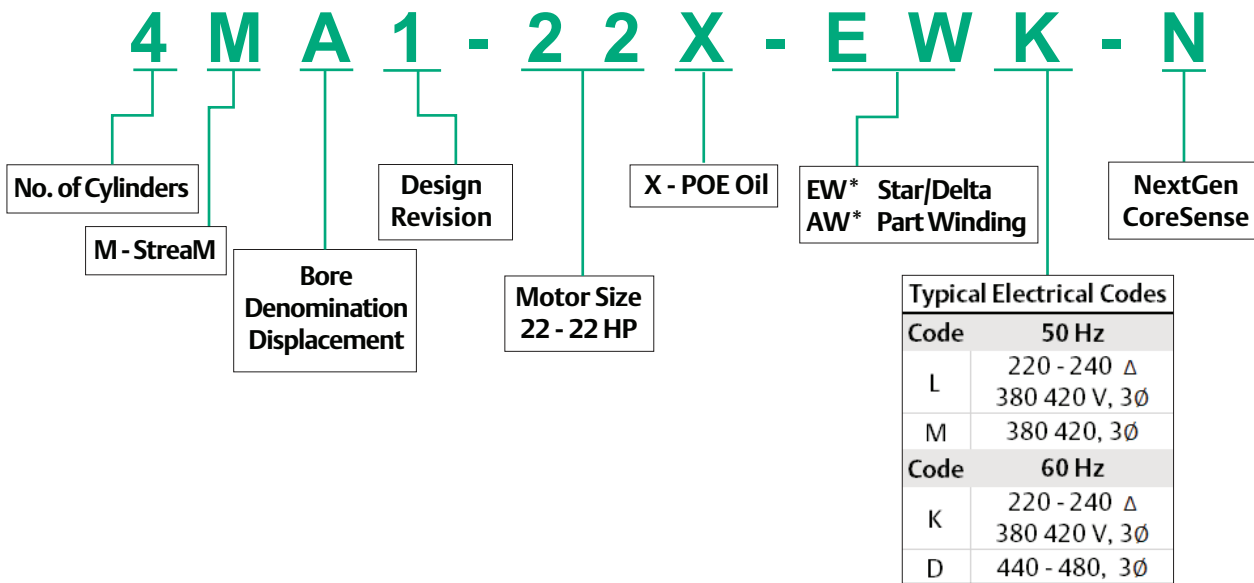 4 M A 1 - 2 2 X - E W K - N
No. of Cylinders
M - StreaM
Bore
Denomination
Displacement
Design
Revision
Motor Size
22 - 22 HP
X - POE Oil
EW* Star/Delta
AW* Part Winding
NextGen
CoreSense
Typical Electrical Codes
Code 50 Hz
L 220 - 240 Δ
380 420 V, 3Ø
M 380 420, 3Ø
Code 60 Hz
K 220 - 240 Δ
380 420 V, 3Ø
D 440 - 480, 3Ø